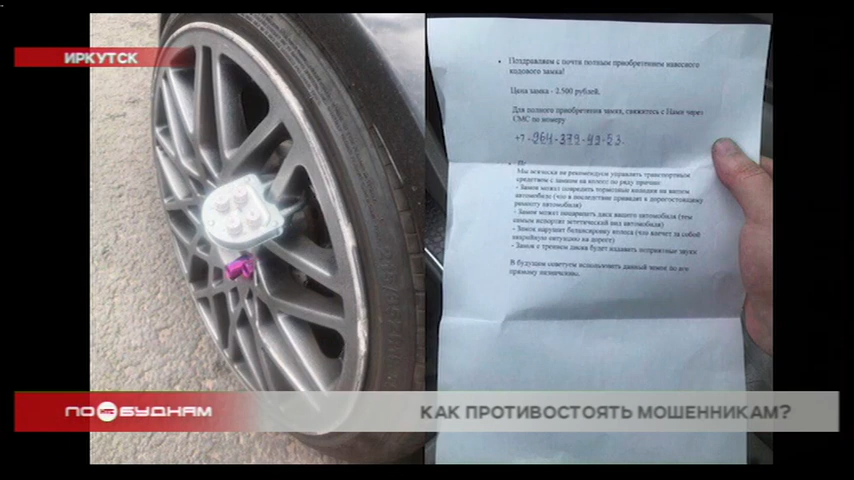 ИРКУТСК
Поздравляем с почти полным приобретением навесного
кодового замка!
Цена замка - 2.500 рублей.
Для полного приобретения замка, свяжитесь с Нами через
СМС по номеру
+7-964-379-49-53.
Мы всячески не рекомендуем управлять транспортным
средством с замком на колесе по ряду причин:
- Замок может повредить тормозные колодки на вашем
автомобиле (что в последствие приведет к дорогостоящему
ремонту автомобиля)
- Замок может поцарапать диск вашего автомобиля (тем
самым испортит эстетический вид автомобиля)
- Замок нарушит балансировку колеса (что влечет за собой
аварийную ситуацию на дороге)
- Замок с трением диска будет издавать неприятные звуки
В будущем советуем использовать данный замок по его
прямому назначению.
ПО БУДНЯМ
КАК ПРОТИВОСТОЯТЬ МОШЕННИКАМ?